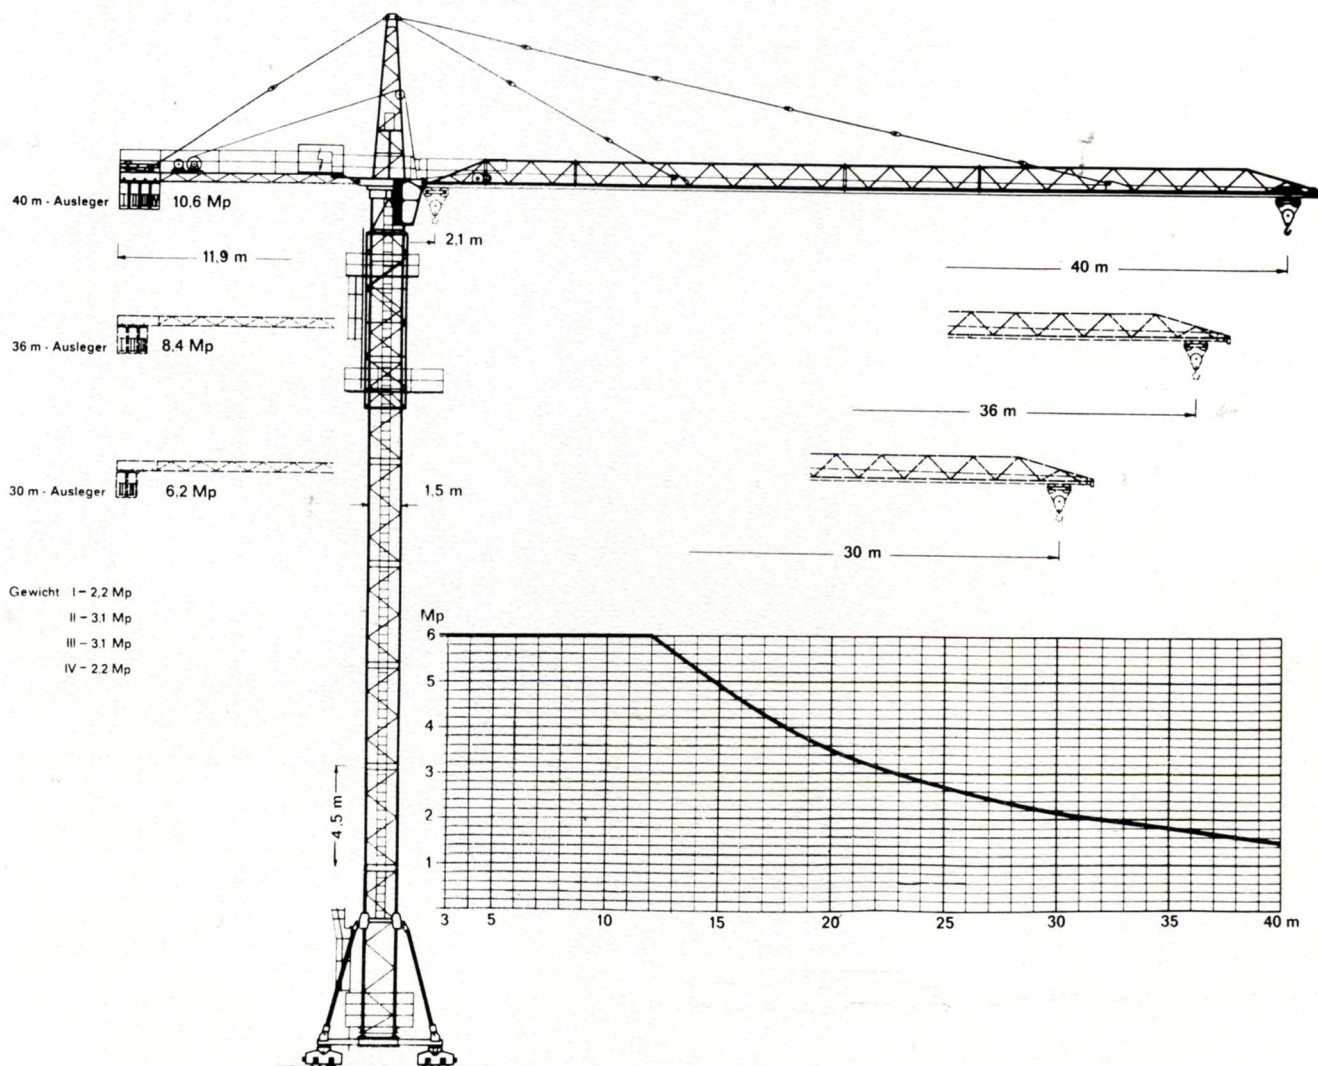 40 m - Ausleger 10.6 Mp
2,1 m
11,9 m
40 m
36 m - Ausleger 8.4 Mp
36 m
30 m - Ausleger 6.2 Mp
1,5 m
30 m
Gewicht I - 2,2 Mp
II - 3.1 Mp
III - 3.1 Mp
IV - 2.2 Mp
4,5 m
Mp
6
5
4
3
2
1
3 5 10 15 20 25 30 35 40 m